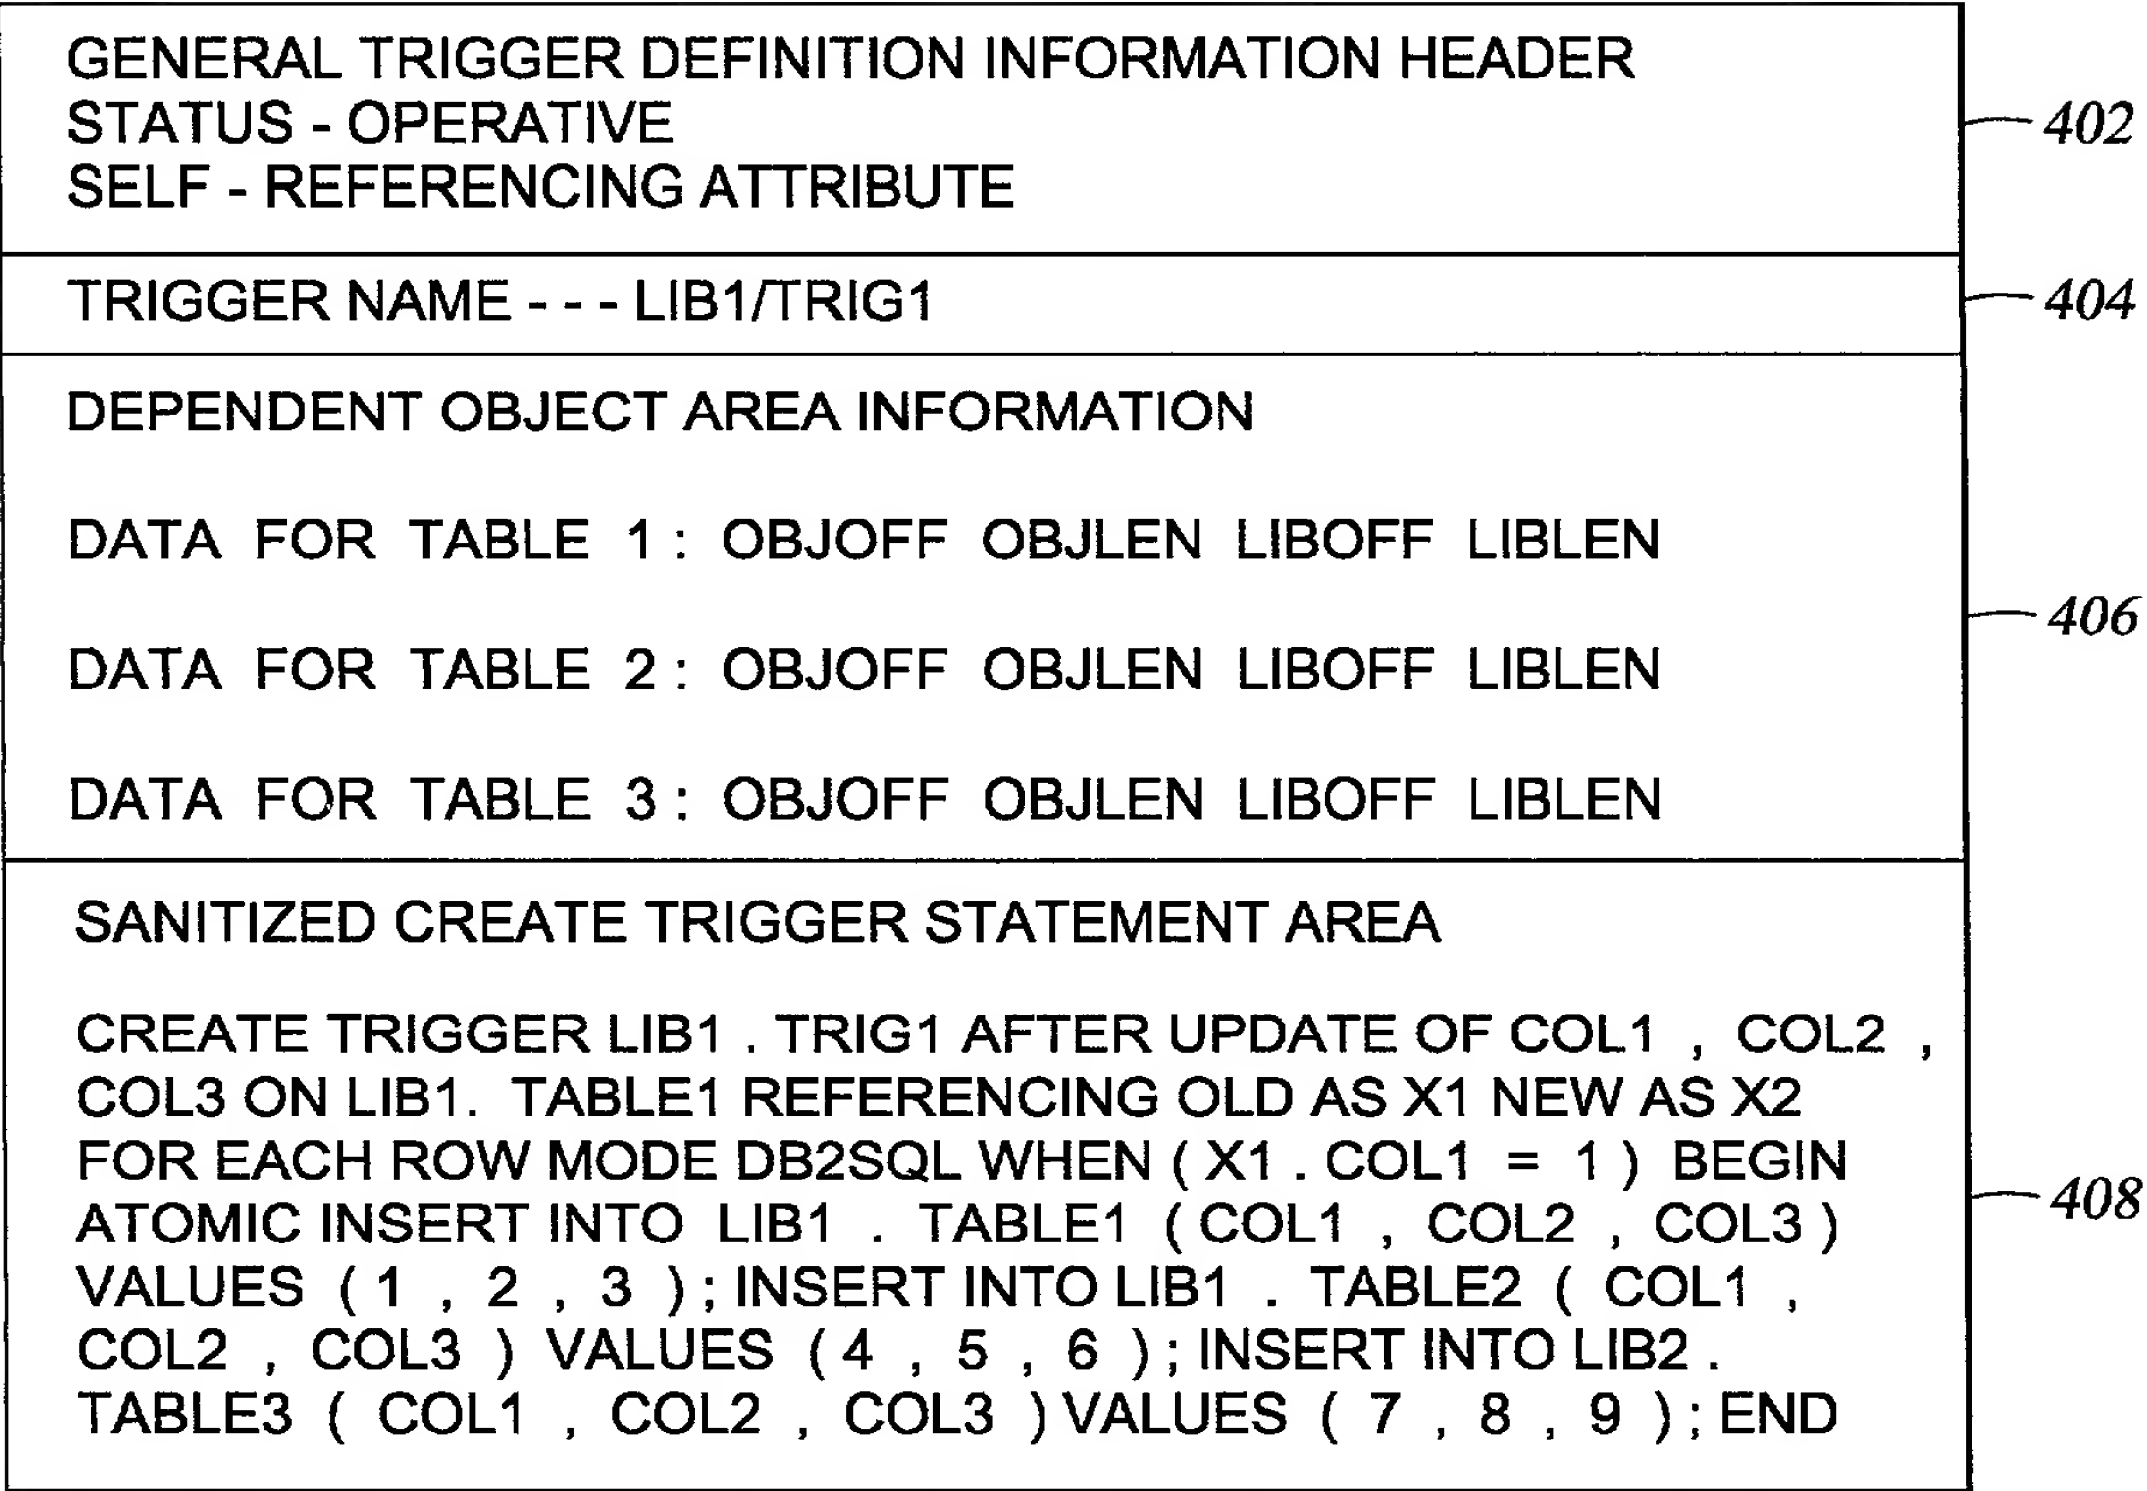 GENERAL TRIGGER DEFINITION INFORMATION HEADER
STATUS - OPERATIVE
SELF - REFERENCING ATTRIBUTE
402
TRIGGER NAME - - - LIB1/TRIG1
404
DEPENDENT OBJECT AREA INFORMATION
DATA FOR TABLE 1 : OBJOFF OBJLEN LIBOFF LIBLEN
406
DATA FOR TABLE 2 : OBJOFF OBJLEN LIBOFF LIBLEN
DATA FOR TABLE 3 : OBJOFF OBJLEN LIBOFF LIBLEN
SANITIZED CREATE TRIGGER STATEMENT AREA
CREATE TRIGGER LIB1 . TRIG1 AFTER UPDATE OF COL1 , COL2 ,
COL3 ON LIB1. TABLE1 REFERENCING OLD AS X1 NEW AS X2
FOR EACH ROW MODE DB2SQL WHEN ( X1 . COL1 = 1 ) BEGIN
408
ATOMIC INSERT INTO LIB1 . TABLE1 ( COL1 , COL2 , COL3 )
VALUES ( 1 , 2 , 3 ) ; INSERT INTO LIB1 . TABLE2 ( COL1 ,
COL2 , COL3 ) VALUES ( 4 , 5 , 6 ) ; INSERT INTO LIB2 .
TABLE3 ( COL1 , COL2 , COL3 ) VALUES ( 7 , 8 , 9 ) ; END